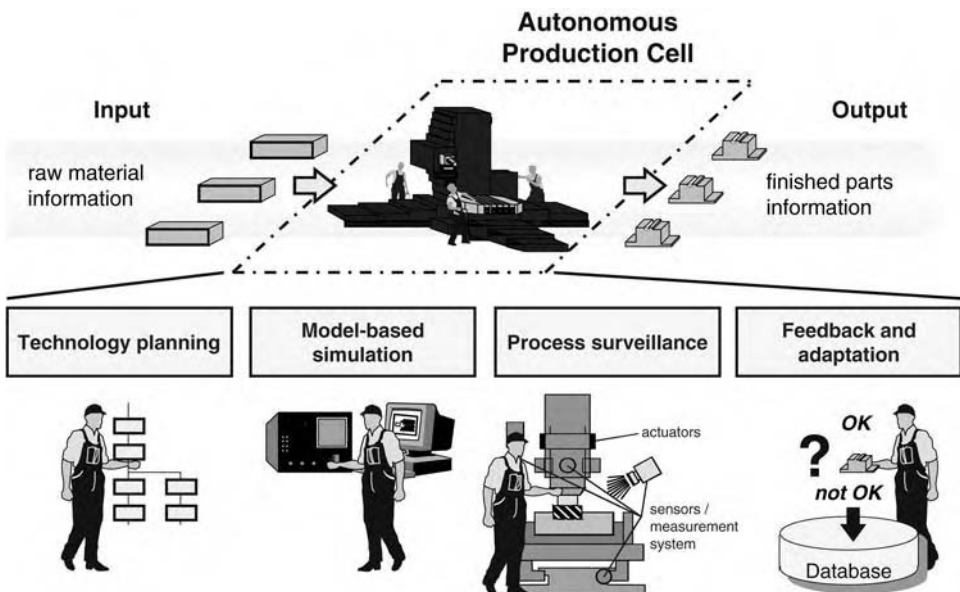 Autonomous
Production Cell
Input
Output
raw material
information
finished parts
information
Technology planning
Model-based
simulation
Process surveillance
Feedback and
adaptation
actuators
sensors /
measurement
system
OK
?
not OK
Database